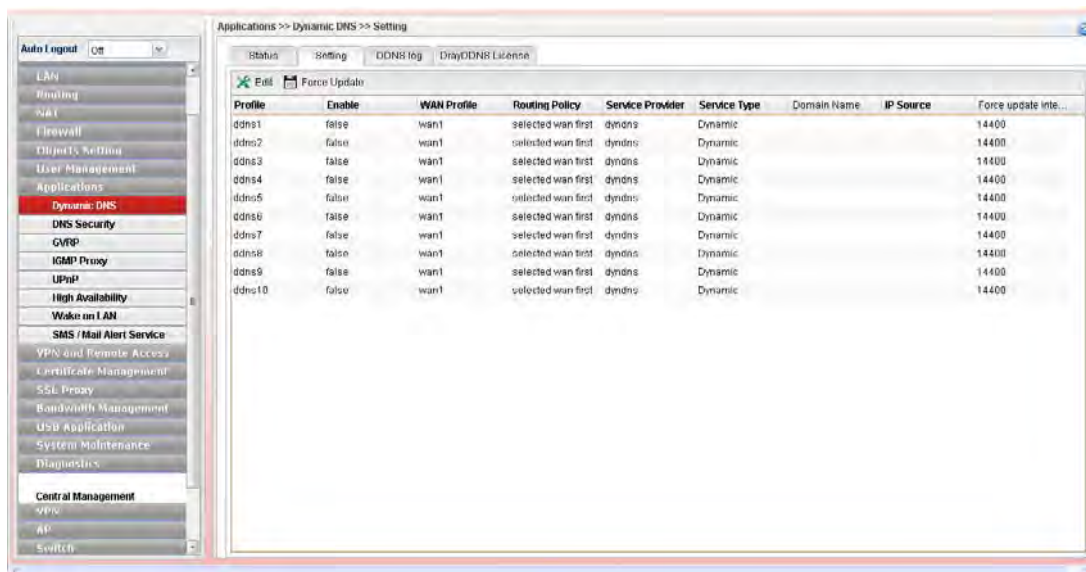 Applications >> Dynamic DNS >> Setting
Auto Logout Off
Status Setting DDNS log DrayDDNS License
Edit Force Update
Profile Enable WAN Profile Routing Policy Service Provider Service Type Domain Name IP Source Force update inte...
ddns1 false wan1 selected wan first dyndns Dynamic 14400
ddns2 false wan1 selected wan first dyndns Dynamic 14400
ddns3 false wan1 selected wan first dyndns Dynamic 14400
ddns4 false wan1 selected wan first dyndns Dynamic 14400
ddns5 false wan1 selected wan first dyndns Dynamic 14400
ddns6 false wan1 selected wan first dyndns Dynamic 14400
ddns7 false wan1 selected wan first dyndns Dynamic 14400
ddns8 false wan1 selected wan first dyndns Dynamic 14400
ddns9 false wan1 selected wan first dyndns Dynamic 14400
ddns10 false wan1 selected wan first dyndns Dynamic 14400
LAN
Routing
NAT
Firewall
Objects Setting
User Management
Applications
Dynamic DNS
DNS Security
GVRP
IGMP Proxy
UPnP
High Availability
Wake on LAN
SMS / Mail Alert Service
VPN and Remote Access
Certificate Management
SSL Proxy
Bandwidth Management
USB Application
System Maintenance
Diagnostics
Central Management
VPN
AP
Switch